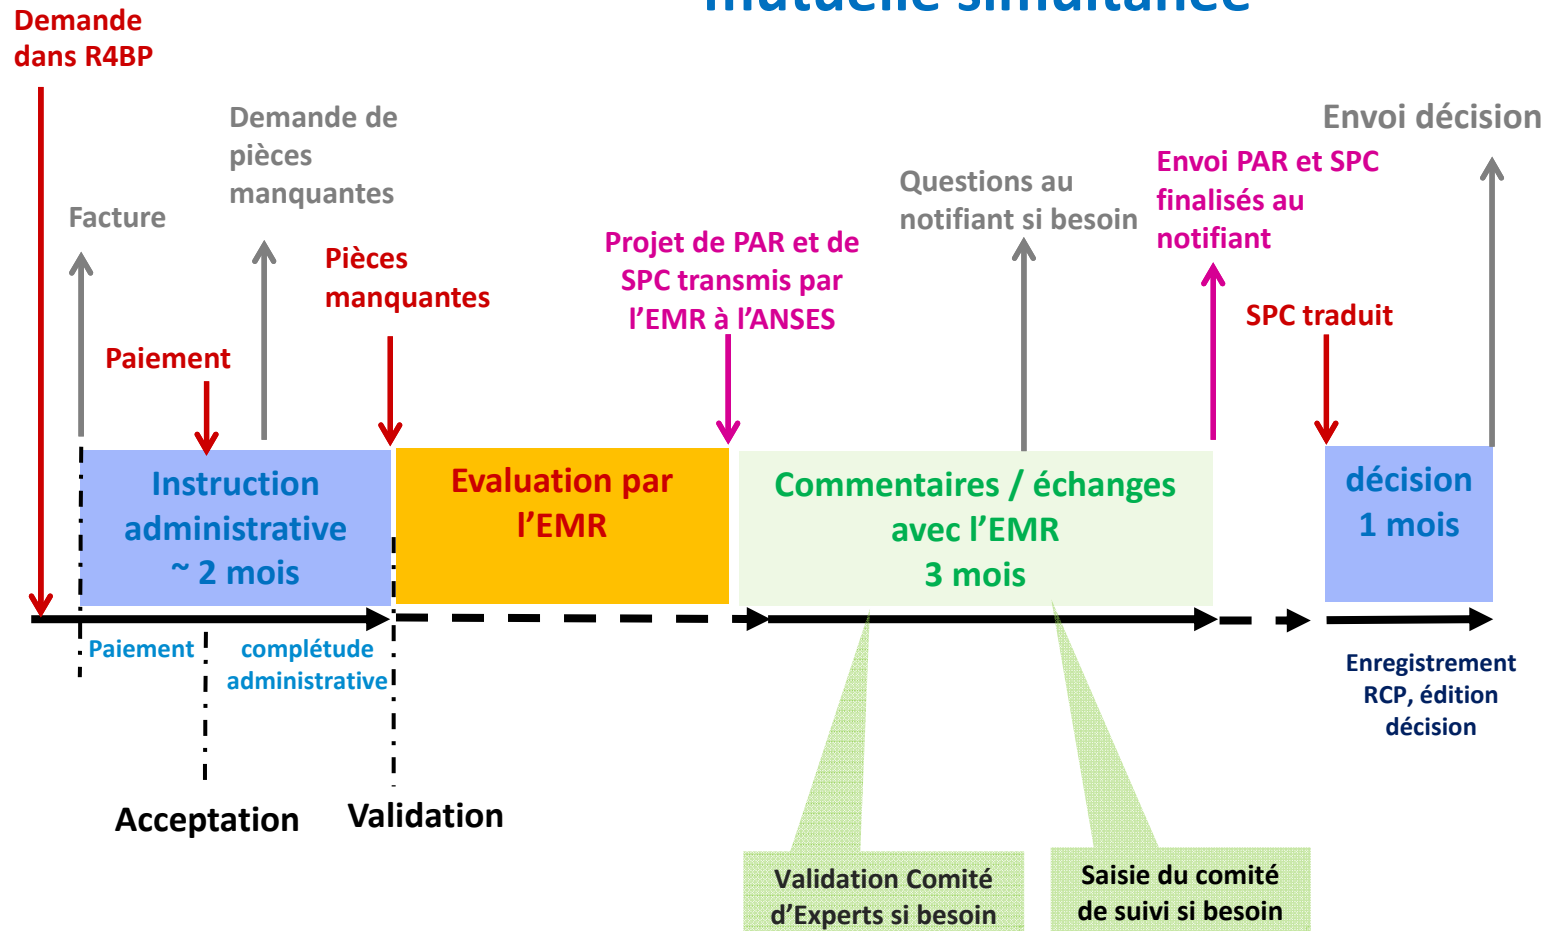 mutuelle simultanée
Demande
dans R4BP
Facture
Demande de
pièces
manquantes
Paiement
Pièces
manquantes
Projet de PAR et de
SPC transmis par
l’EMR à l’ANSES
Questions au
notifiant si besoin
Envoi PAR et SPC
finalisés au
notifiant
SPC traduit
Envoi décision
Instruction
administrative
~ 2 mois
Evaluation par
l’EMR
Commentaires / échanges
avec l’EMR
3 mois
décision
1 mois
Paiement
complétude
administrative
Enregistrement
RCP, édition
décision
Acceptation
Validation
Validation Comité
d’Experts si besoin
Saisie du comité
de suivi si besoin